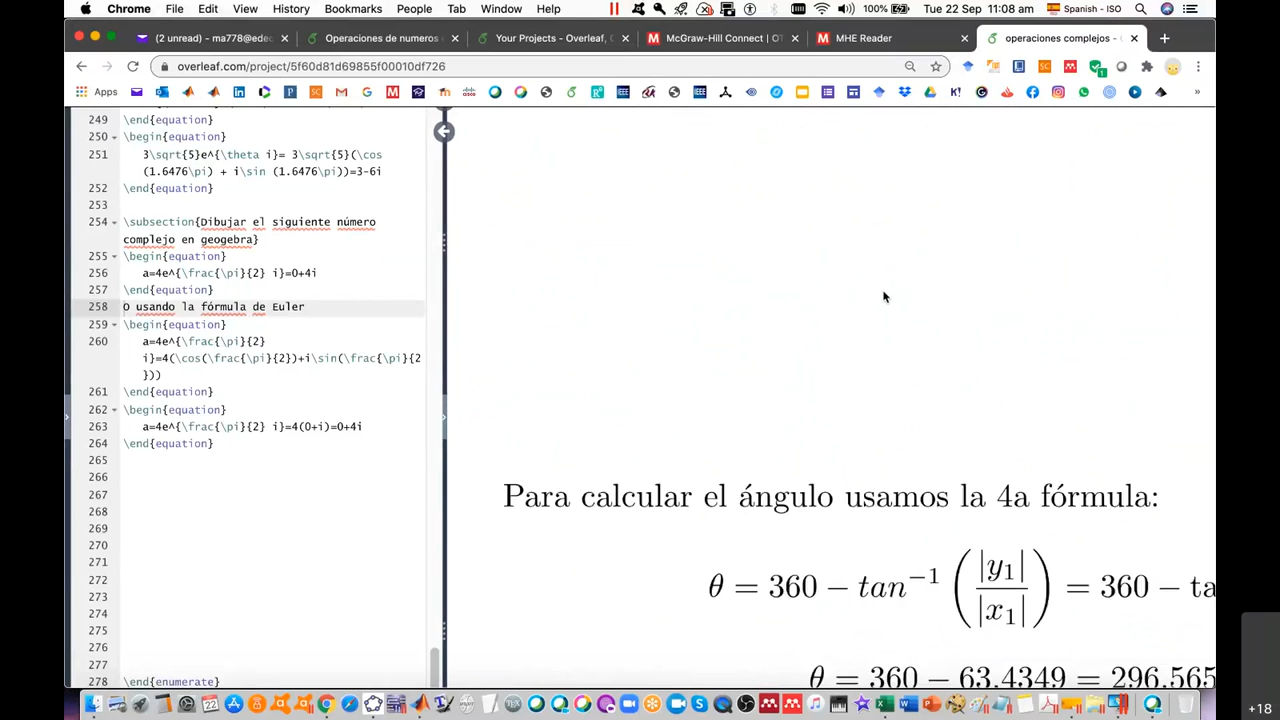 Chrome File Edit View History Bookmarks People Tab Window Help 100% Tue 22 Sep 11:08 am Spanish - ISO
(2 unread) - ma778@edec Operaciones de numeros Your Projects - Overleaf, McGraw-Hill Connect | OT MHE Reader operaciones complejos -
overleaf.com/project/5f60d81d69855f00010df726
Apps
249 \end{equation}
250 \begin{equation}
251 3\sqrt{5}e^{\theta i}= 3\sqrt{5}(\cos
(1.6476\pi) + i\sin (1.6476\pi))=3-6i
252 \end{equation}
253
254 \subsection{Dibujar el siguiente número
complejo en geogebra}
255 \begin{equation}
256 a=4e^{\frac{\pi}{2} i}=0+4i
257 \end{equation}
258 O usando la fórmula de Euler
259 \begin{equation}
260 a=4e^{\frac{\pi}{2}
i}=4(\cos(\frac{\pi}{2})+i\sin(\frac{\pi}{2
}))
261 \end{equation}
262 \begin{equation}
263 a=4e^{\frac{\pi}{2} i}=4(0+i)=0+4i
264 \end{equation}
265
266
267
268
269
270
271
272
273
274
275
276
277
278 \end{enumerate}
Para calcular el ángulo usamos la 4a fórmula:
θ = 360 − tan⁻¹ (|y₁| / |x₁|) = 360 − ta
θ = 360 − 63.4349 = 296.565
+18